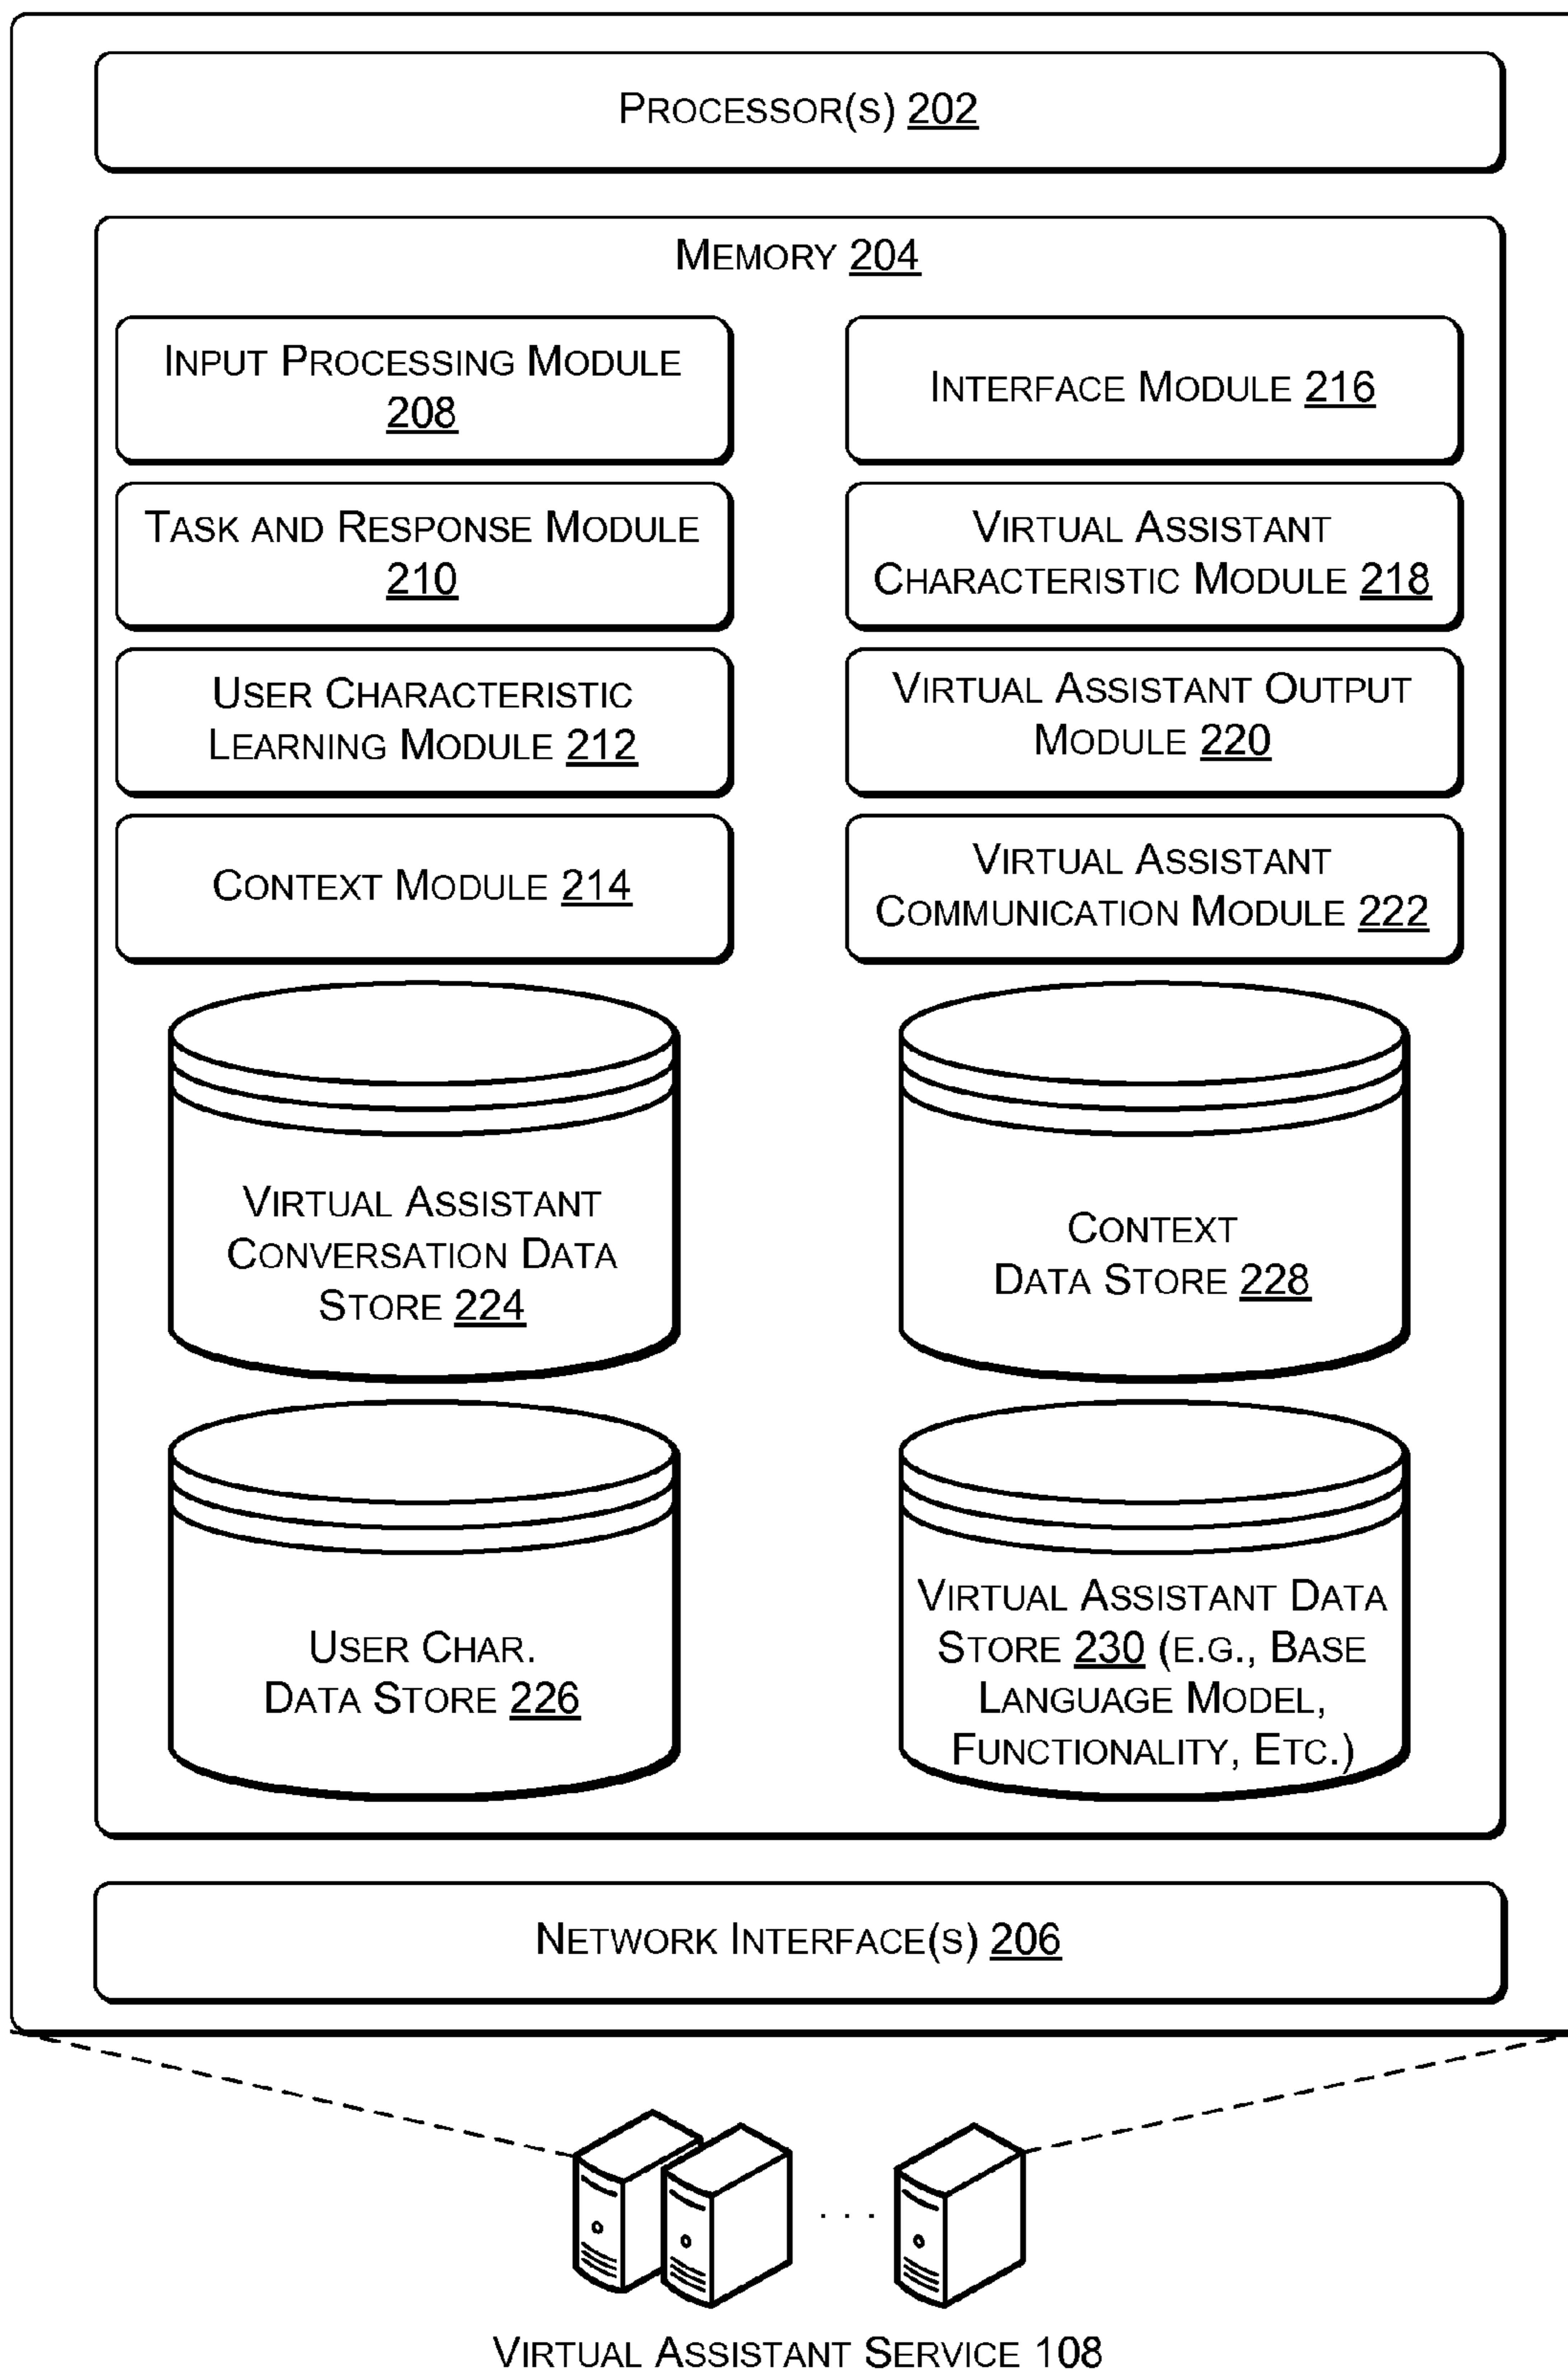 PROCESSOR(S) 202
MEMORY 204
INPUT PROCESSING MODULE
208
TASK AND RESPONSE MODULE
210
USER CHARACTERISTIC
LEARNING MODULE 212
CONTEXT MODULE 214
INTERFACE MODULE 216
VIRTUAL ASSISTANT
CHARACTERISTIC MODULE 218
VIRTUAL ASSISTANT OUTPUT
MODULE 220
VIRTUAL ASSISTANT
COMMUNICATION MODULE 222
VIRTUAL ASSISTANT
CONVERSATION DATA
STORE 224
CONTEXT
DATA STORE 228
USER CHAR.
DATA STORE 226
VIRTUAL ASSISTANT DATA
STORE 230 (E.G., BASE
LANGUAGE MODEL,
FUNCTIONALITY, ETC.)
NETWORK INTERFACE(S) 206
. . .
VIRTUAL ASSISTANT SERVICE 108